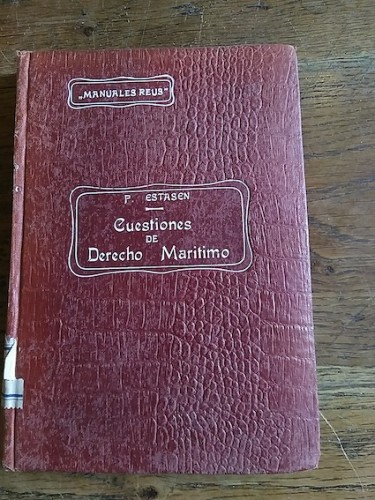 „MANUALES REUS”
P. ESTASEN
Cuestiones
DE
Derecho Marítimo